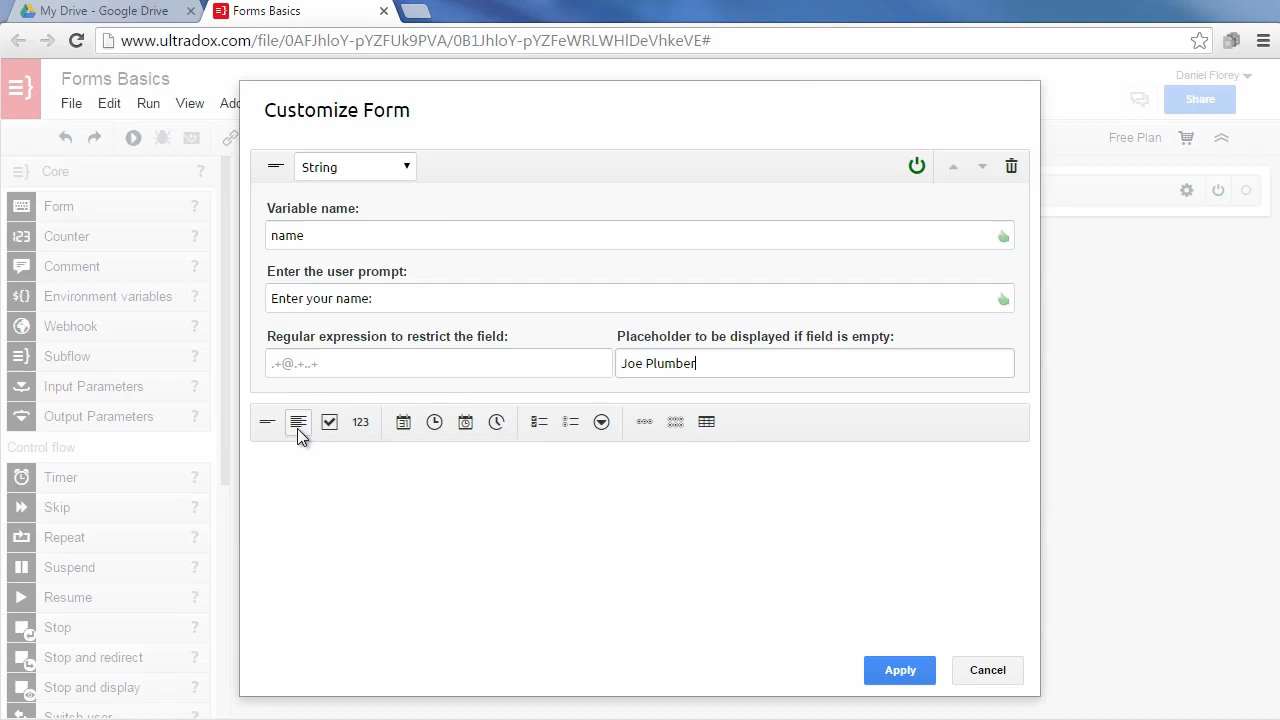 My Drive - Google Drive
Forms Basics
www.ultradox.com/file/0AFJhloY-pYZFUk9PVA/0B1JhloY-pYZFeWRLWHlDeVhkeVE#
Forms Basics
Daniel Florey
File Edit Run View Add
Share
Free Plan
Core ?
Form ?
123 Counter ?
Comment ?
${} Environment variables ?
Webhook ?
Subflow ?
Input Parameters ?
Output Parameters ?
Control flow
Timer ?
Skip ?
Repeat ?
Suspend ?
Resume ?
Stop ?
Stop and redirect ?
Stop and display ?
Switch user
Customize Form
String
Variable name:
name
Enter the user prompt:
Enter your name:
Regular expression to restrict the field: Placeholder to be displayed if field is empty:
.+@.+..+ Joe Plumber
123
Apply Cancel